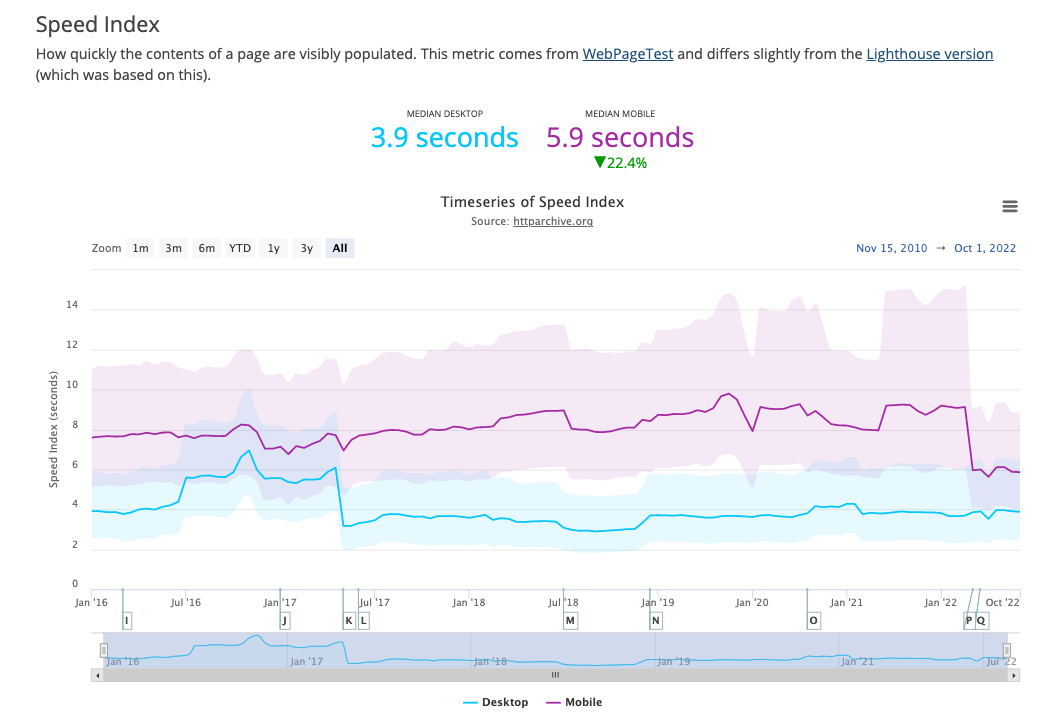 Speed Index
How quickly the contents of a page are visibly populated. This metric comes from WebPageTest and differs slightly from the Lighthouse version
(which was based on this).
MEDIAN DESKTOP MEDIAN MOBILE
3.9 seconds 5.9 seconds
▼22.4%
Timeseries of Speed Index
Source: httparchive.org
Zoom 1m 3m 6m YTD 1y 3y All Nov 15, 2010 → Oct 1, 2022
Speed Index (seconds)
14
12
10
8
6
4
2
0
Jan '16 Jul '16 Jan '17 Jul '17 Jan '18 Jul '18 Jan '19 Jan '20 Jan '21 Jan '22 Oct '22
I J K L M N O P Q
Jan '16 Jan '17 Jan '18 Jan '19 Jan '21 Jul '22
Desktop Mobile